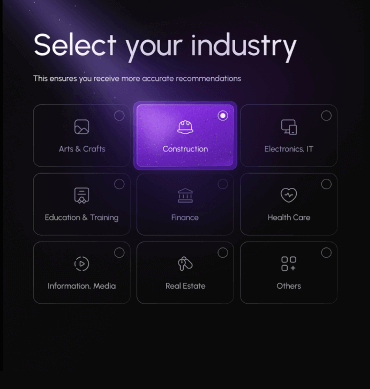 Select your industry
This ensures you receive more accurate recommendations
Arts & Crafts
Construction
Electronics, IT
Education & Training
Finance
Health Care
Information, Media
Real Estate
Others